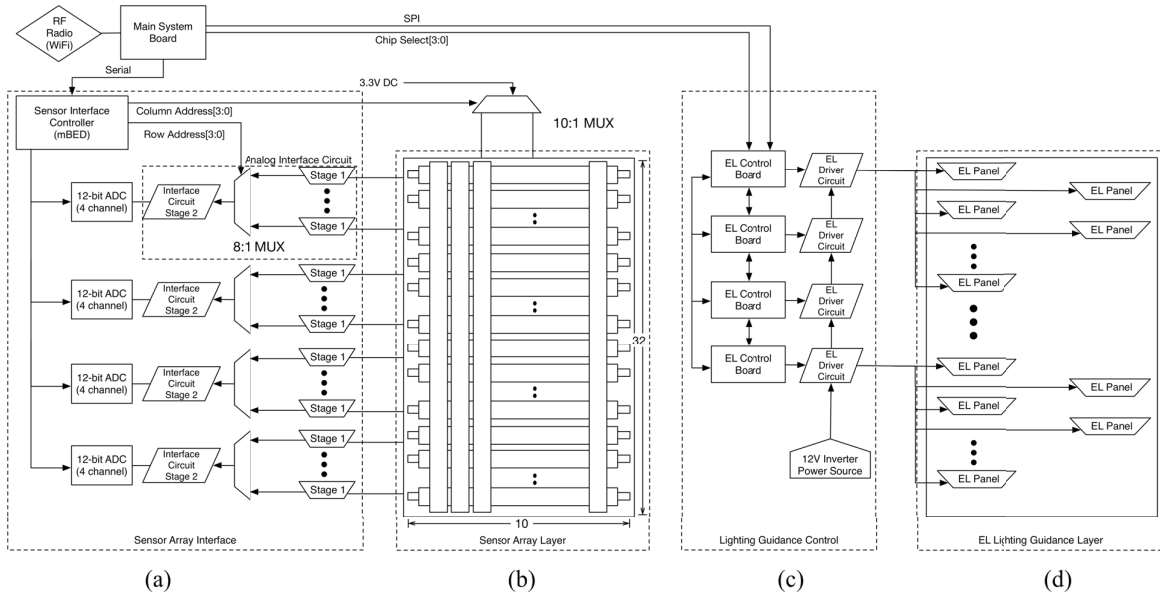 RF
Radio
(WiFi)
Main System
Board
SPI
Chip Select[3:0]
Serial
3.3V DC
Sensor Interface
Controller
(mBED)
Column Address[3:0]
Row Address[3:0]
10:1 MUX
Analog Interface Circuit
12-bit ADC
(4 channel)
Interface
Circuit
Stage 2
Stage 1
Stage 1
8:1 MUX
12-bit ADC
(4 channel)
Interface
Circuit
Stage 2
Stage 1
Stage 1
12-bit ADC
(4 channel)
Interface
Circuit
Stage 2
Stage 1
Stage 1
12-bit ADC
(4 channel)
Interface
Circuit
Stage 2
Stage 1
Stage 1
Sensor Array Interface
32
10
Sensor Array Layer
EL Control
Board
EL
Driver
Circuit
EL Control
Board
EL
Driver
Circuit
EL Control
Board
EL
Driver
Circuit
EL Control
Board
EL
Driver
Circuit
12V Inverter
Power Source
Lighting Guidance Control
EL Panel
EL Panel
EL Panel
EL Panel
EL Panel
EL Panel
EL Panel
EL Panel
EL Panel
EL Panel
EL Lighting Guidance Layer
(a)
(b)
(c)
(d)